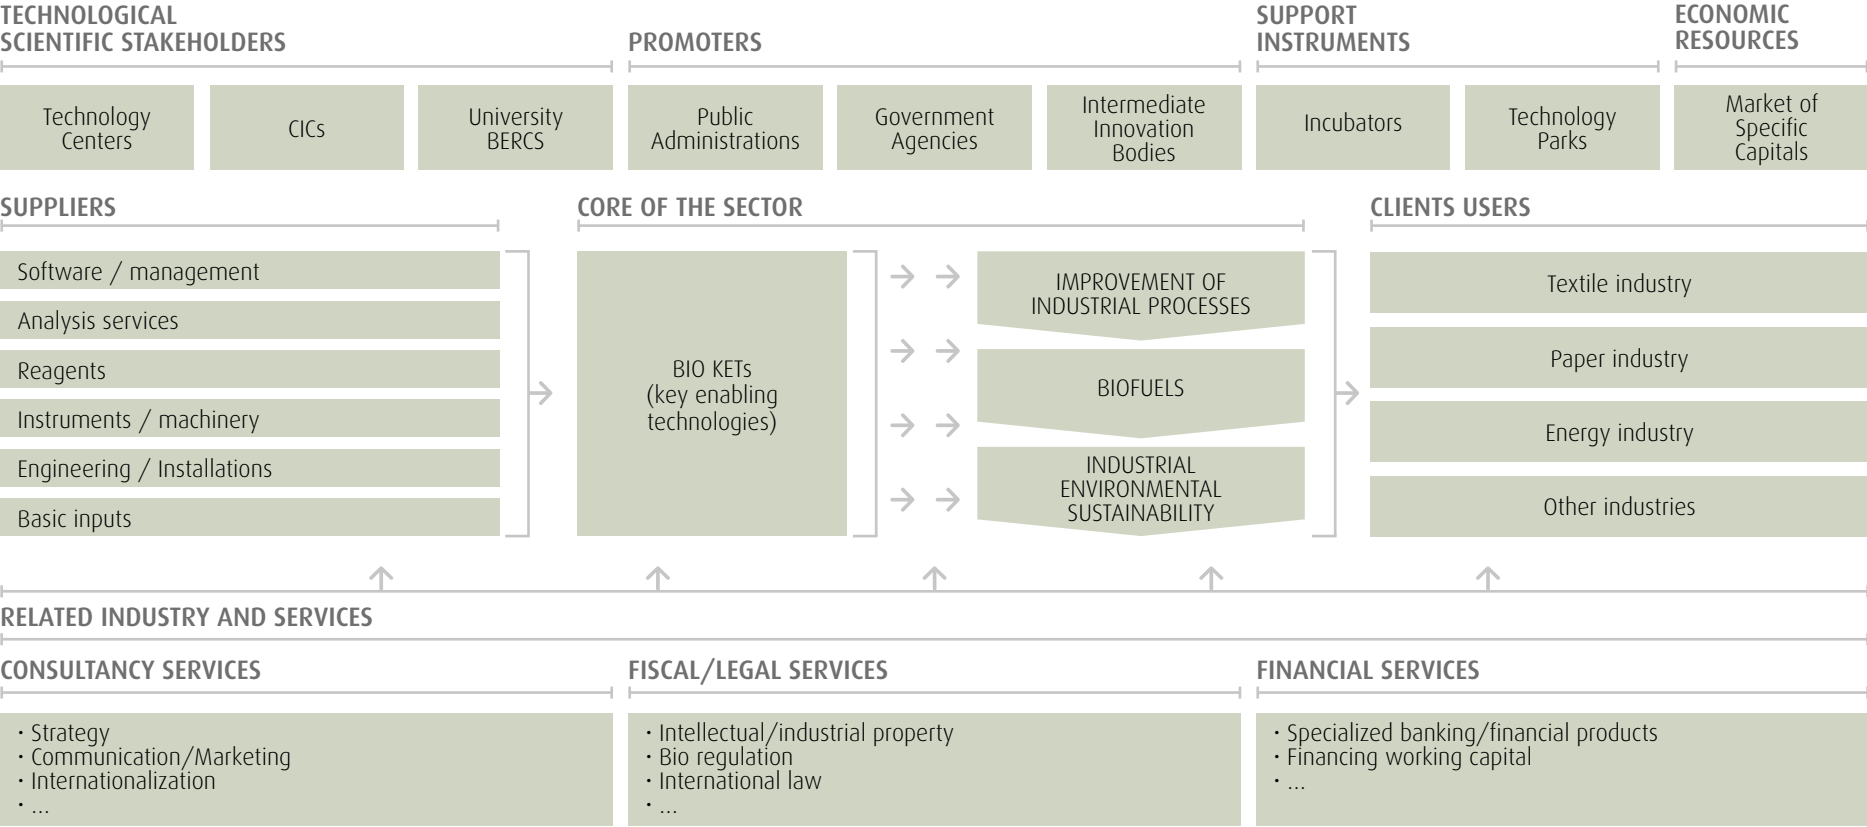 TECHNOLOGICAL
SCIENTIFIC STAKEHOLDERS
PROMOTERS
SUPPORT
INSTRUMENTS
ECONOMIC
RESOURCES
Technology
Centers
CICs
University
BERCS
Public
Administrations
Government
Agencies
Intermediate
Innovation
Bodies
Incubators
Technology
Parks
Market of
Specific
Capitals
SUPPLIERS
Software / management
Analysis services
Reagents
Instruments / machinery
Engineering / Installations
Basic inputs
CORE OF THE SECTOR
BIO KETs
(key enabling
technologies)
IMPROVEMENT OF
INDUSTRIAL PROCESSES
BIOFUELS
INDUSTRIAL
ENVIRONMENTAL
SUSTAINABILITY
CLIENTS USERS
Textile industry
Paper industry
Energy industry
Other industries
RELATED INDUSTRY AND SERVICES
CONSULTANCY SERVICES
· Strategy
· Communication/Marketing
· Internationalization
· ...
FISCAL/LEGAL SERVICES
· Intellectual/industrial property
· Bio regulation
· International law
· ...
FINANCIAL SERVICES
· Specialized banking/financial products
· Financing working capital
· ...